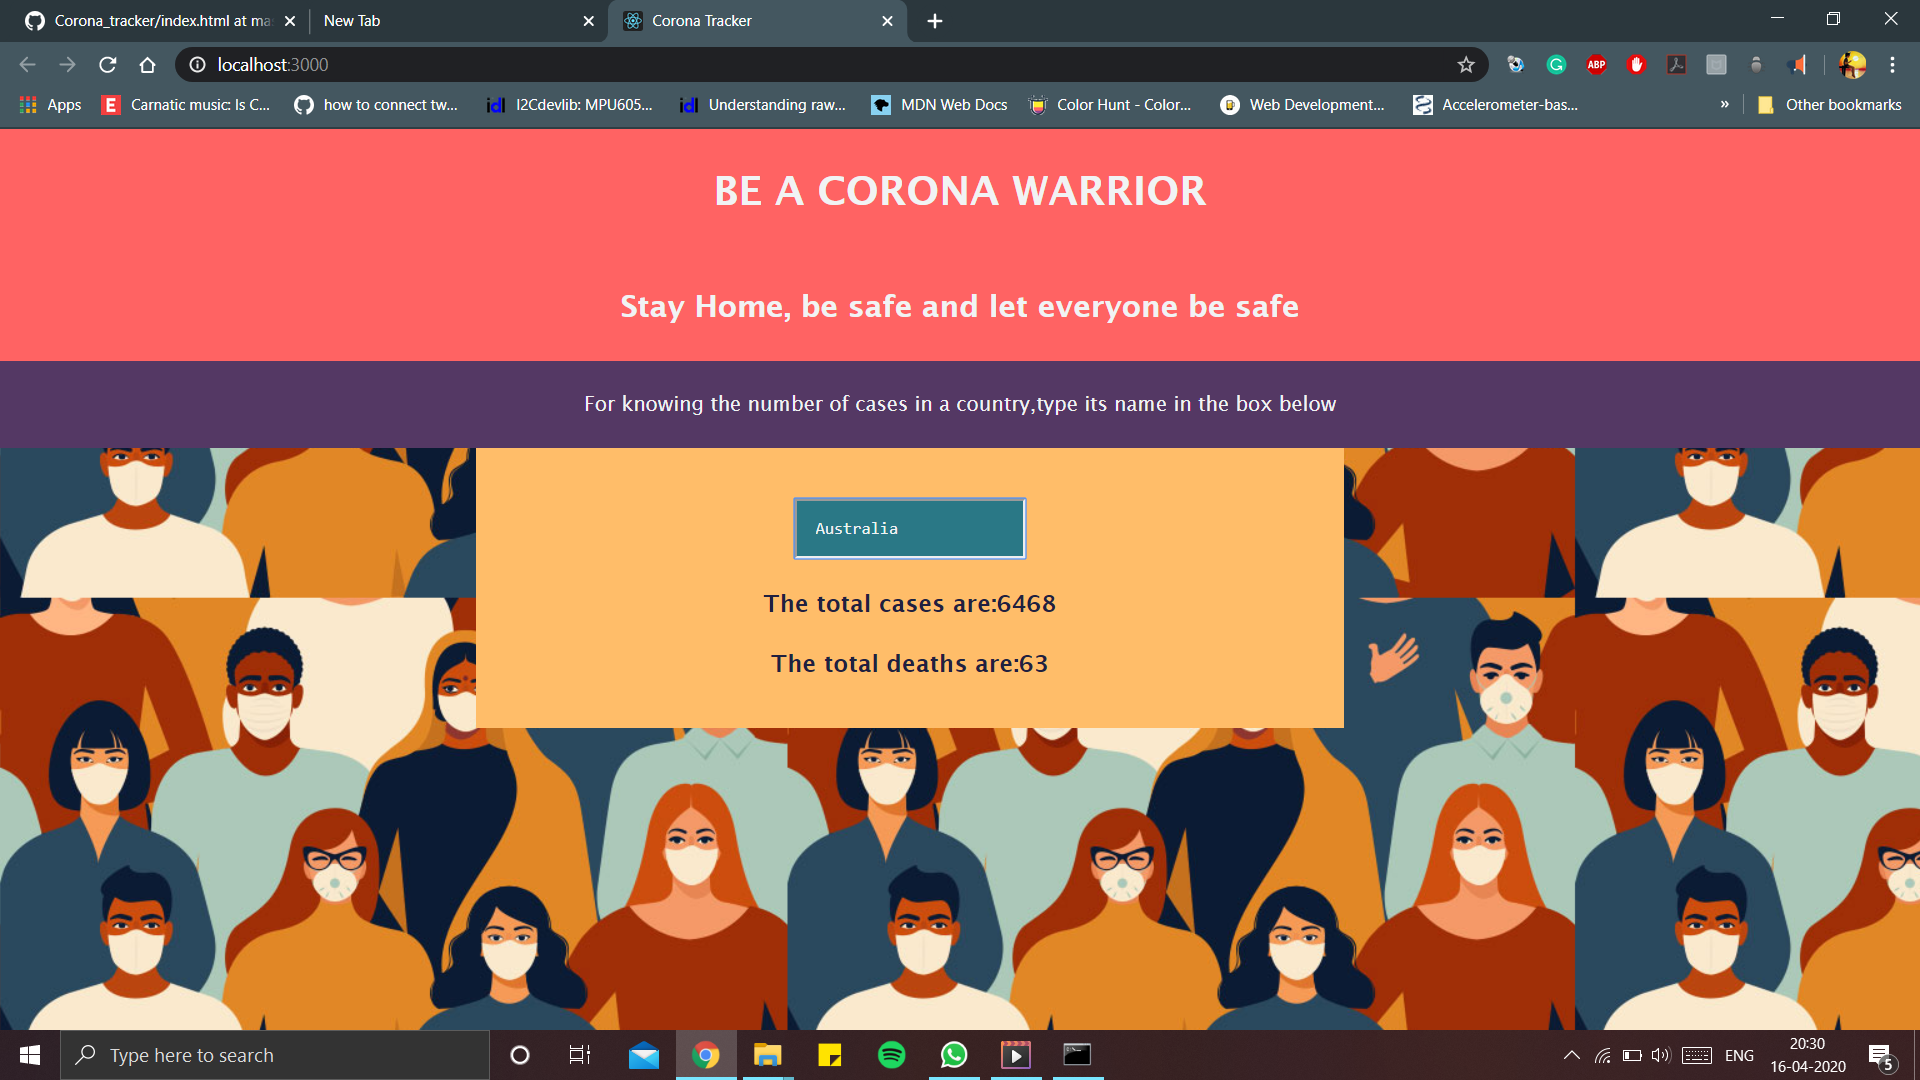 Corona_tracker/index.html at ma
New Tab
Corona Tracker
localhost:3000
ABP
Apps
E
Carnatic music: Is C...
how to connect tw...
id
I2Cdevlib: MPU605...
id
Understanding raw...
MDN Web Docs
Color Hunt - Color...
Web Development...
Accelerometer-bas...
»
Other bookmarks
BE A CORONA WARRIOR
Stay Home, be safe and let everyone be safe
For knowing the number of cases in a country,type its name in the box below
Australia
The total cases are:6468
The total deaths are:63
Type here to search
ENG
20:30
16-04-2020
5